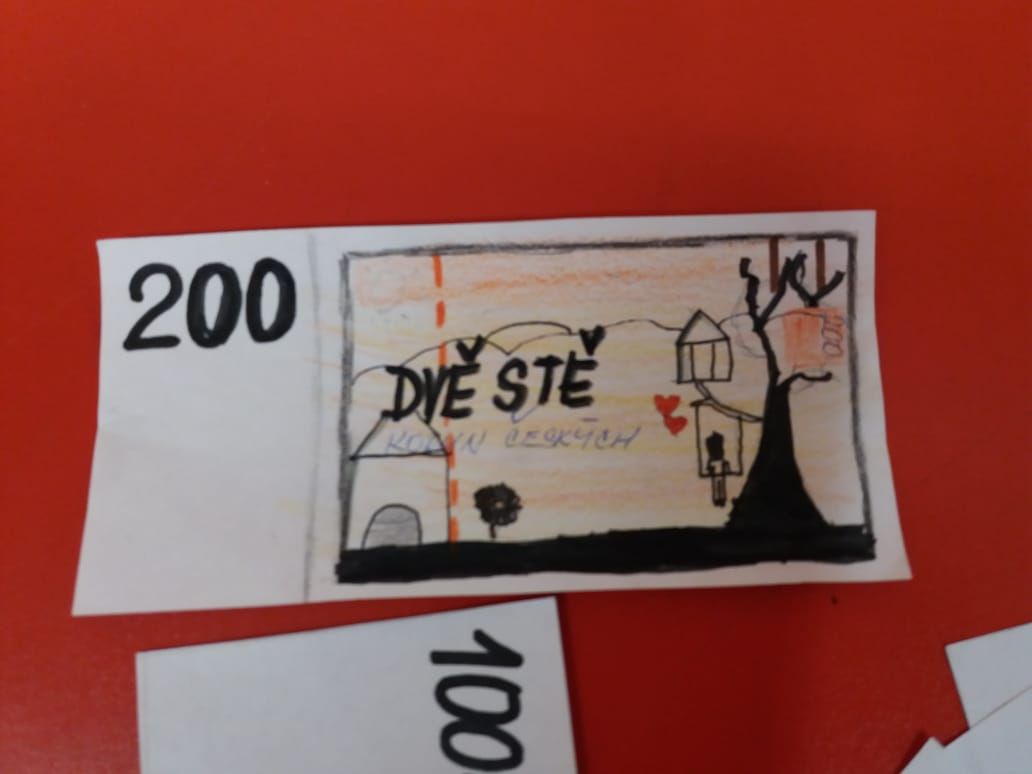 200
DVĚ STĚ
KORUN ČESKÝCH
100